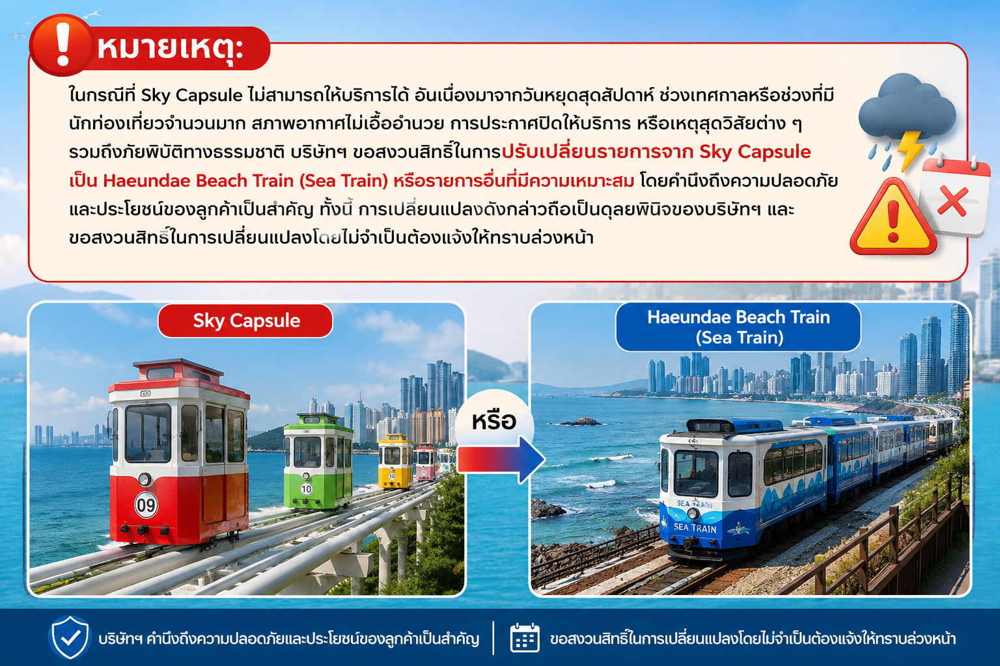 หมายเหตุ:
ในกรณีที่ Sky Capsule ไม่สามารถให้บริการได้ อันเนื่องมาจากวันหยุดสุดสัปดาห์ ช่วงเทศกาลหรือช่วงที่มี
นักท่องเที่ยวจำนวนมาก สภาพอากาศไม่เอื้ออำนวย การประกาศปิดให้บริการ หรือเหตุสุดวิสัยต่าง ๆ
รวมถึงภัยพิบัติทางธรรมชาติ บริษัทฯ ขอสงวนสิทธิ์ในการปรับเปลี่ยนรายการจาก Sky Capsule
เป็น Haeundae Beach Train (Sea Train) หรือรายการอื่นที่มีความเหมาะสม โดยคำนึงถึงความปลอดภัย
และประโยชน์ของลูกค้าเป็นสำคัญ ทั้งนี้ การเปลี่ยนแปลงดังกล่าวถือเป็นดุลยพินิจของบริษัทฯ และ
ขอสงวนสิทธิ์ในการเปลี่ยนแปลงโดยไม่จำเป็นต้องแจ้งให้ทราบล่วงหน้า
Sky Capsule
09
10
10
หรือ
Haeundae Beach Train
(Sea Train)
SEA TRAIN
SEA TRAIN
บริษัทฯ คำนึงถึงความปลอดภัยและประโยชน์ของลูกค้าเป็นสำคัญ
ขอสงวนสิทธิ์ในการเปลี่ยนแปลงโดยไม่จำเป็นต้องแจ้งให้ทราบล่วงหน้า